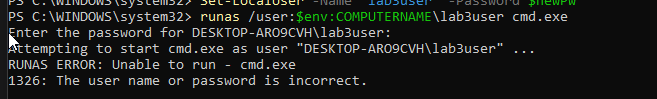 PS C:\WINDOWS\system32> Set-LocalUser -Name "lab3user" -Password $newPw
PS C:\WINDOWS\system32> runas /user:$env:COMPUTERNAME\lab3user cmd.exe
Enter the password for DESKTOP-ARO9CVH\lab3user:
Attempting to start cmd.exe as user "DESKTOP-ARO9CVH\lab3user" ...
RUNAS ERROR: Unable to run - cmd.exe
1326: The user name or password is incorrect.